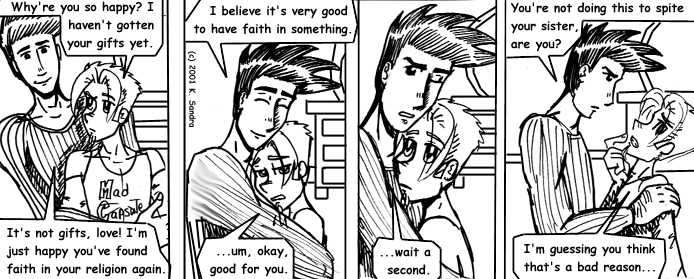 Why're you so happy? I
haven't gotten
your gifts yet.
Mad
Capsule
It's not gifts, love! I'm
just happy you've found
faith in your religion again.
(c) 2001 K. Sandra
I believe it's very good
to have faith in something.
...um, okay,
good for you.
...wait a
second.
You're not doing this to spite
your sister,
are you?
I'm guessing you think
that's a bad reason...